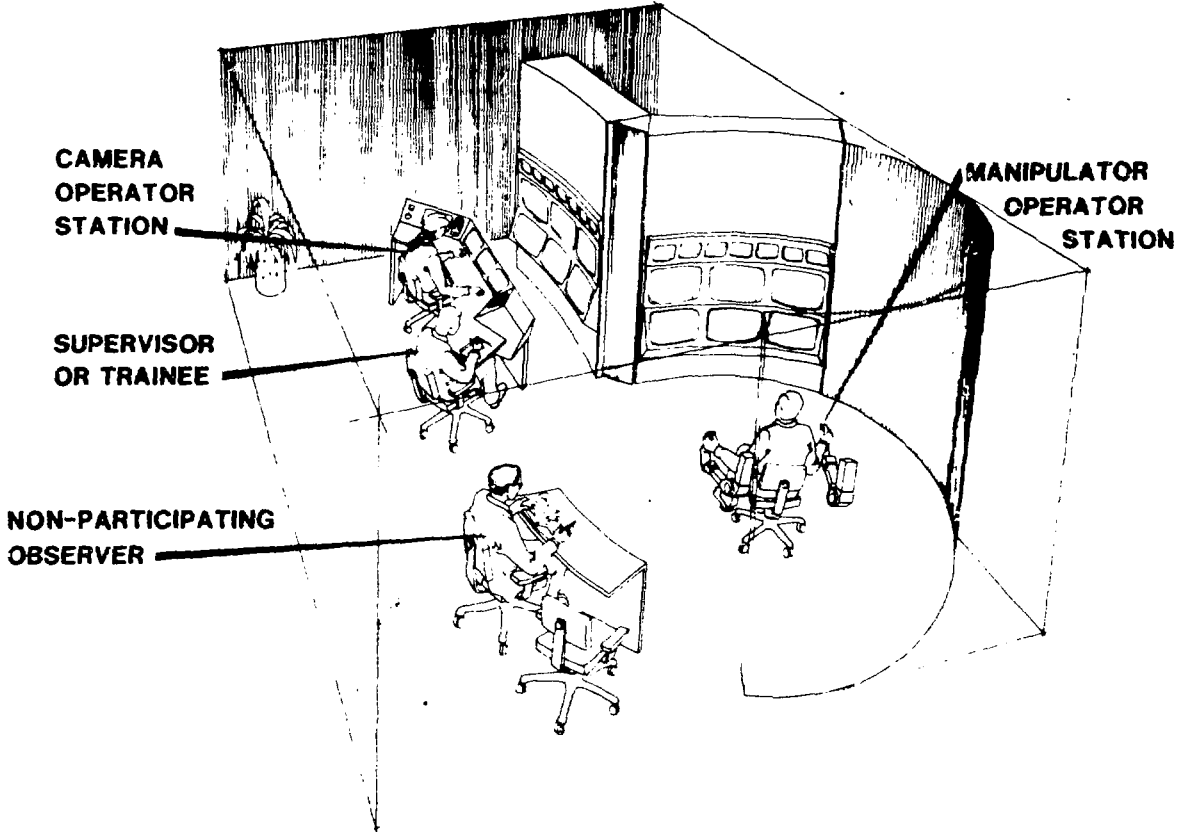 CAMERA
OPERATOR
STATION
MANIPULATOR
OPERATOR
STATION
SUPERVISOR
OR TRAINEE
NON-PARTICIPATING
OBSERVER